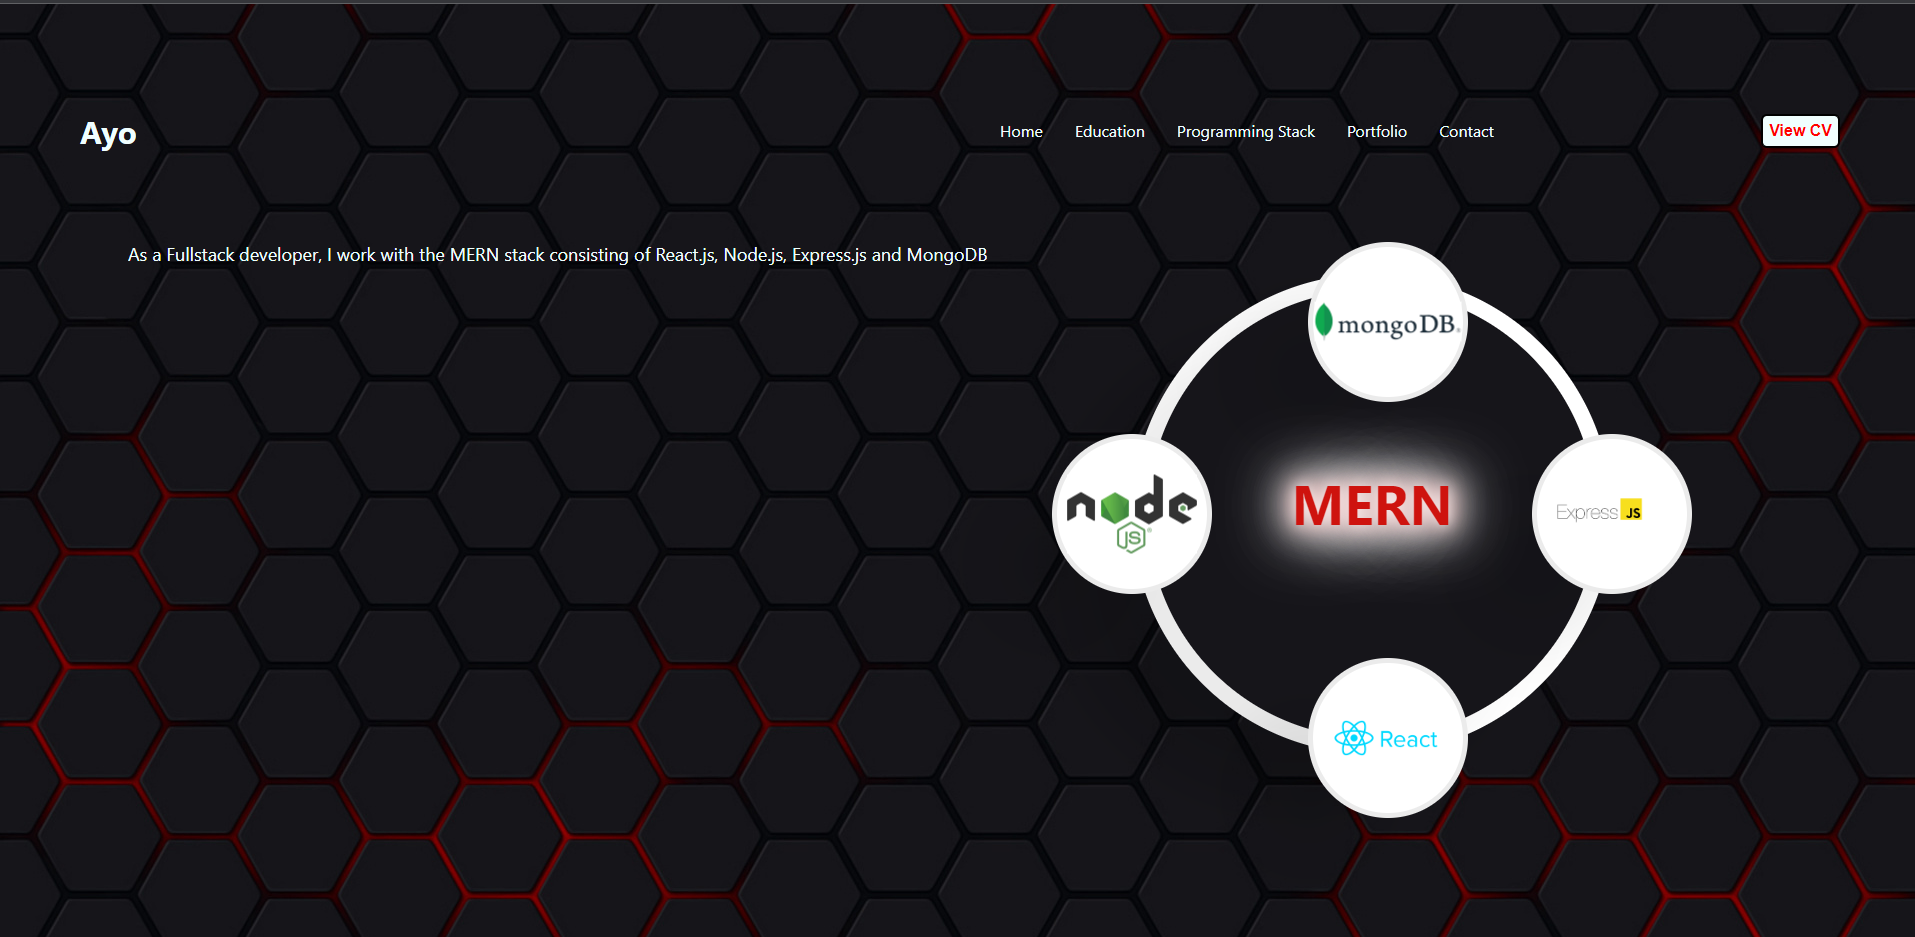 Ayo
Home Education Programming Stack Portfolio Contact
View CV
As a Fullstack developer, I work with the MERN stack consisting of React.js, Node.js, Express.js and MongoDB
mongoDB.
node
JS
MERN
Express JS
React